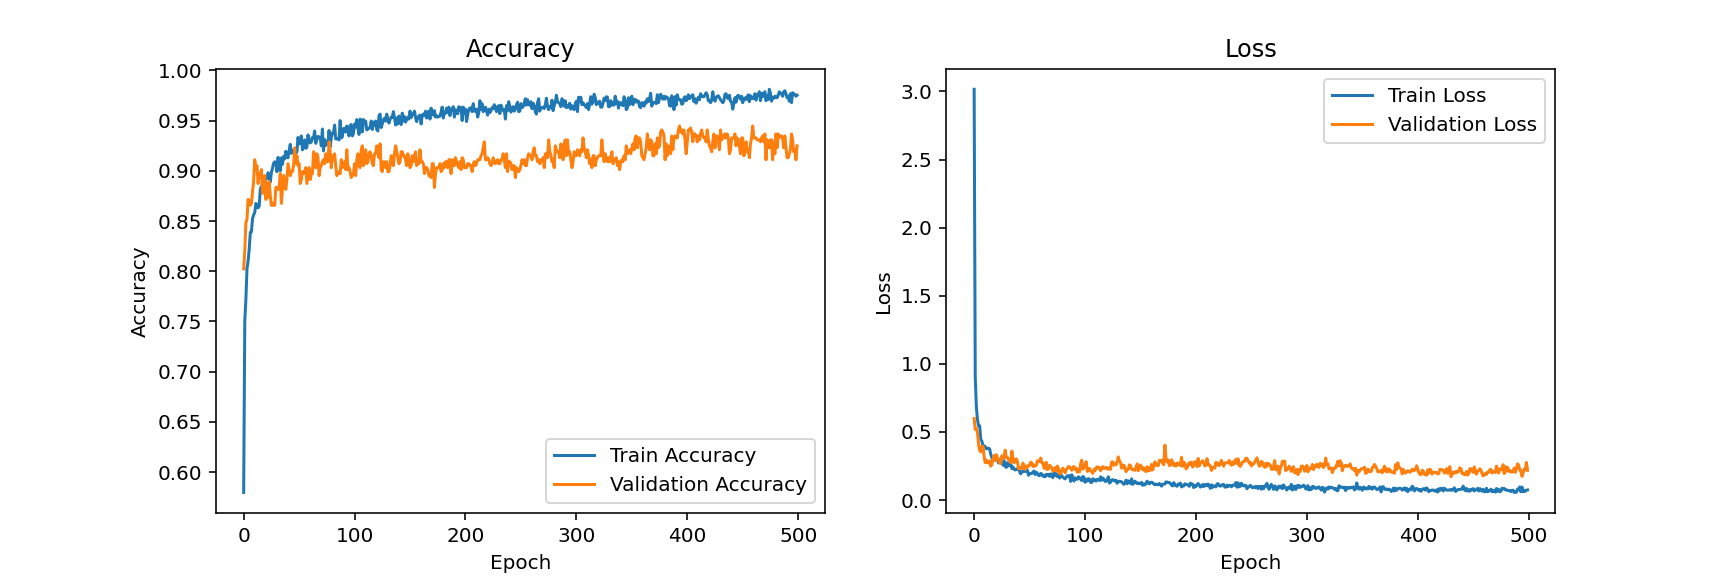 Accuracy
1.00
0.95
0.90
0.85
0.80
0.75
0.70
0.65
0.60
Accuracy
Train Accuracy
Validation Accuracy
0 100 200 300 400 500
Epoch
Loss
3.0
2.5
2.0
1.5
1.0
0.5
0.0
Loss
Train Loss
Validation Loss
0 100 200 300 400 500
Epoch